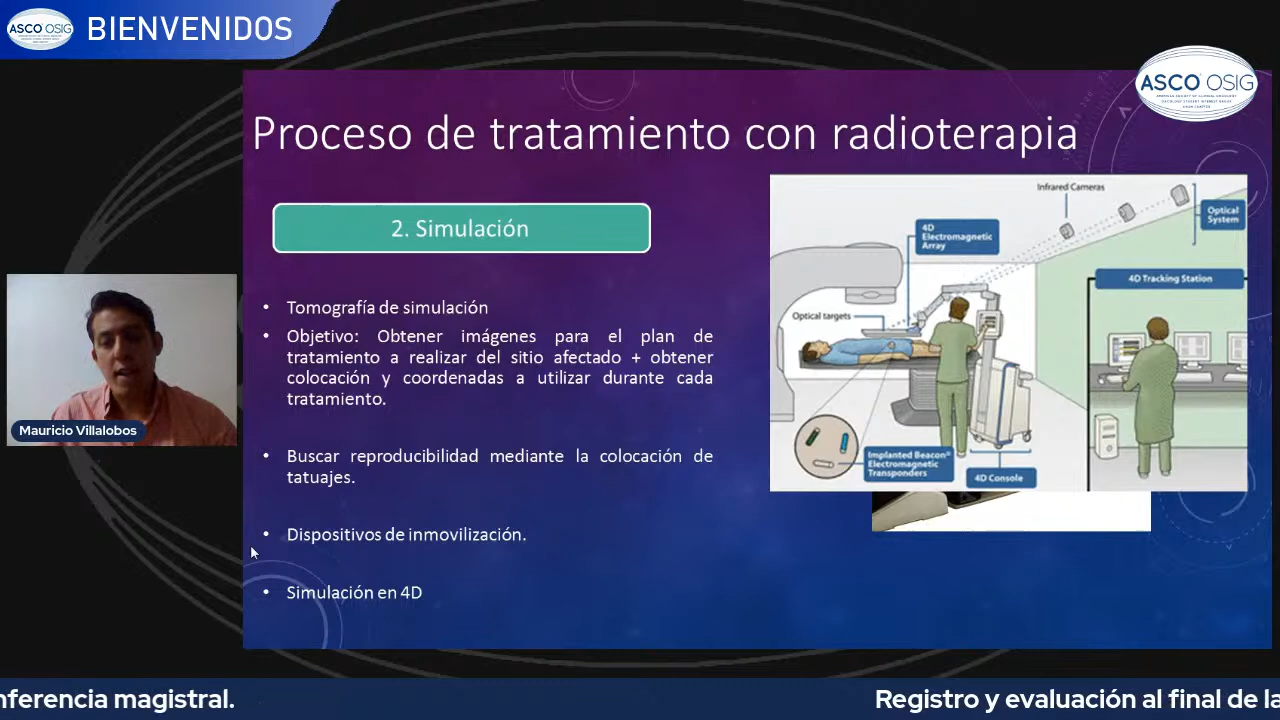 ASCO OSIG
BIENVENIDOS
ASCO OSIG
Proceso de tratamiento con radioterapia
2. Simulación
• Tomografía de simulación
• Objetivo: Obtener imágenes para el plan de
tratamiento a realizar del sitio afectado + obtener
colocación y coordenadas a utilizar durante cada
tratamiento.
• Buscar reproducibilidad mediante la colocación de
tatuajes.
• Dispositivos de inmovilización.
• Simulación en 4D
Infrared Cameras
Optical
System
4D
Electromagnetic
Array
4D Tracking Station
Optical targets
Implanted Beacon®
Electromagnetic
Transponders
4D Console
Mauricio Villalobos
nferencia magistral.
Registro y evaluación al final de la